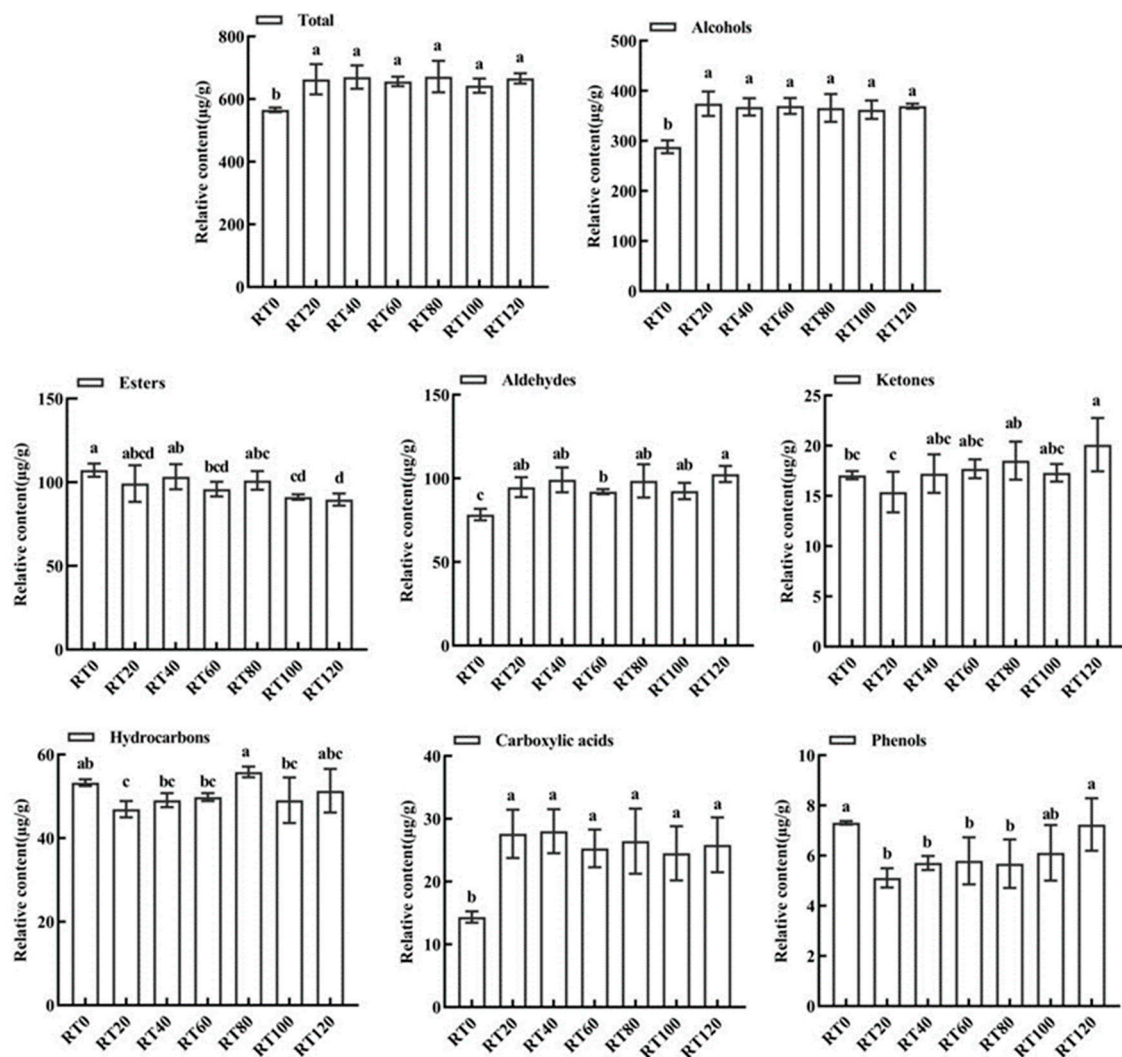 Total
Relative content(μg/g)
800
600
400
200
0
b a a a a a a
RT0 RT20 RT40 RT60 RT80 RT100 RT120
Alcohols
Relative content(μg/g)
500
400
300
200
100
0
b a a a a a a
RT0 RT20 RT40 RT60 RT80 RT100 RT120
Esters
Relative content(μg/g)
150
100
50
0
a abcd ab bcd abc cd d
RT0 RT20 RT40 RT60 RT80 RT100 RT120
Aldehydes
Relative content(μg/g)
150
100
50
0
c ab ab b ab ab a
RT0 RT20 RT40 RT60 RT80 RT100 RT120
Ketones
Relative content(μg/g)
25
20
15
10
5
0
bc c abc abc ab abc a
RT0 RT20 RT40 RT60 RT80 RT100 RT120
Hydrocarbons
Relative content(μg/g)
60
40
20
0
ab c bc bc a bc abc
RT0 RT20 RT40 RT60 RT80 RT100 RT120
Carboxylic acids
Relative content(μg/g)
40
30
20
10
0
b a a a a a a
RT0 RT20 RT40 RT60 RT80 RT100 RT120
Phenols
Relative content(μg/g)
10
8
6
4
2
0
a b b b b ab a
RT0 RT20 RT40 RT60 RT80 RT100 RT120